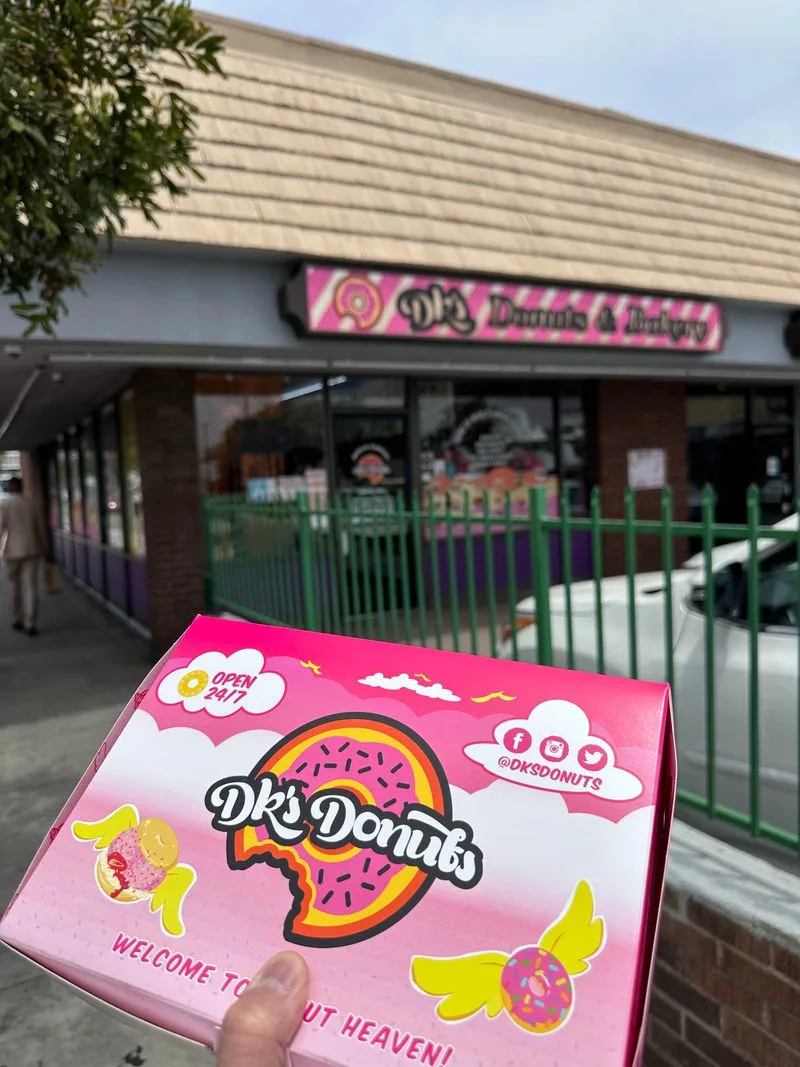 Dk's Donuts & Bakery
OPEN
24/7
@DKSDONUTS
Dk's Donuts
WELCOME TO
UT HEAVEN!